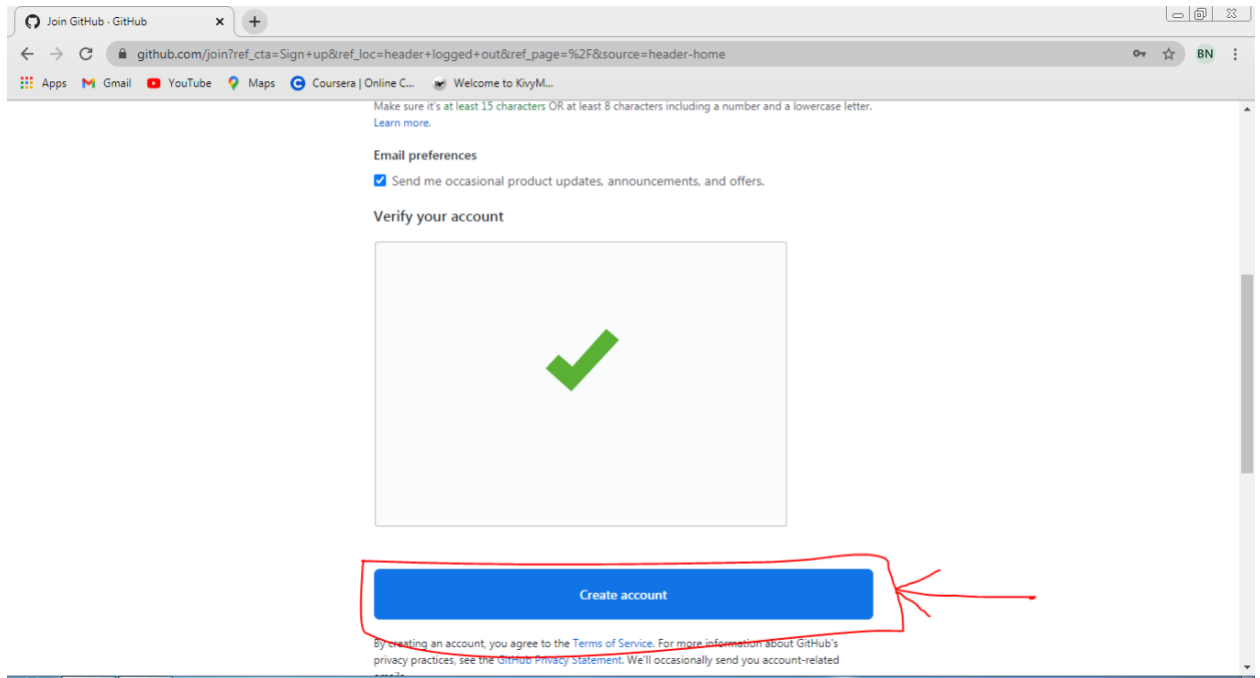 Join GitHub · GitHub
github.com/join?ref_cta=Sign+up&ref_loc=header+logged+out&ref_page=%2F&source=header-home
BN
Apps Gmail YouTube Maps Coursera | Online C... Welcome to KivyM...
Make sure it's at least 15 characters OR at least 8 characters including a number and a lowercase letter.
Learn more.
Email preferences
Send me occasional product updates, announcements, and offers.
Verify your account
Create account
By creating an account, you agree to the Terms of Service. For more information about GitHub's
privacy practices, see the GitHub Privacy Statement. We'll occasionally send you account-related